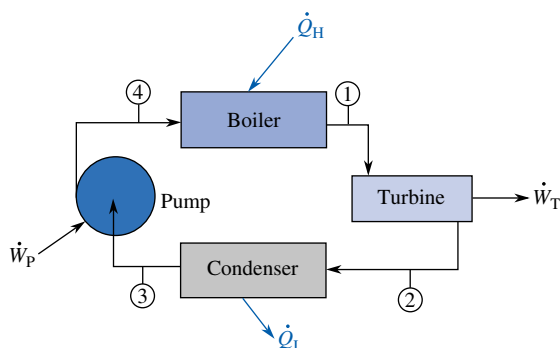 Q̇H
④
①
Boiler
Pump
Turbine
ẆT
ẆP
Condenser
③
②